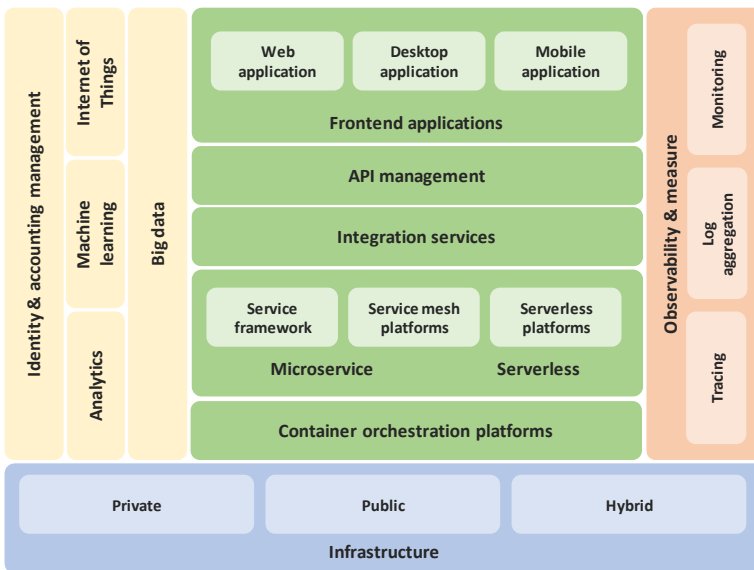 Identity & accounting management
Internet of
Things
Machine
learning
Analytics
Big data
Web
application
Desktop
application
Mobile
application
Frontend applications
API management
Integration services
Service
framework
Service mesh
platforms
Serverless
platforms
Microservice
Serverless
Container orchestration platforms
Observability & measure
Monitoring
Log
aggregation
Tracing
Private
Public
Hybrid
Infrastructure